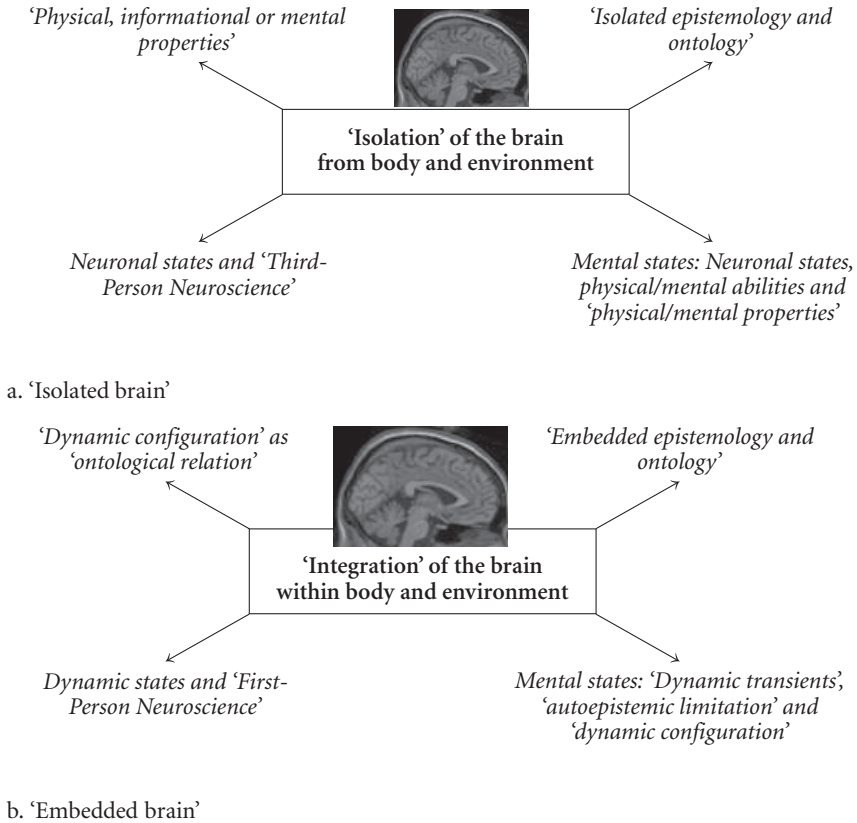 ‘Physical, informational or mental
properties’
‘Isolated epistemology and
ontology’
‘Isolation’ of the brain
from body and environment
Neuronal states and ‘Third-
Person Neuroscience’
Mental states: Neuronal states,
physical/mental abilities and
‘physical/mental properties’
a. ‘Isolated brain’
‘Dynamic configuration’ as
‘ontological relation’
‘Embedded epistemology and
ontology’
‘Integration’ of the brain
within body and environment
Dynamic states and ‘First-
Person Neuroscience’
Mental states: ‘Dynamic transients’,
‘autoepistemic limitation’ and
‘dynamic configuration’
b. ‘Embedded brain’